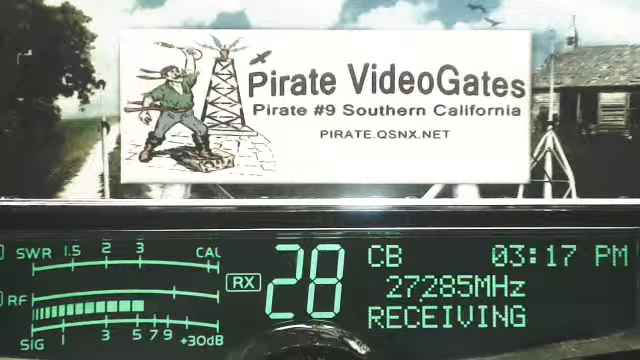 Pirate VideoGates
Pirate #9 Southern California
PIRATE.QSNX.NET
SWR 1.5 2 3 CAL
RX
28
CB 03:17 PM
27285MHz
RECEIVING
RF
SIG 1 3 5 7 9 +30dB